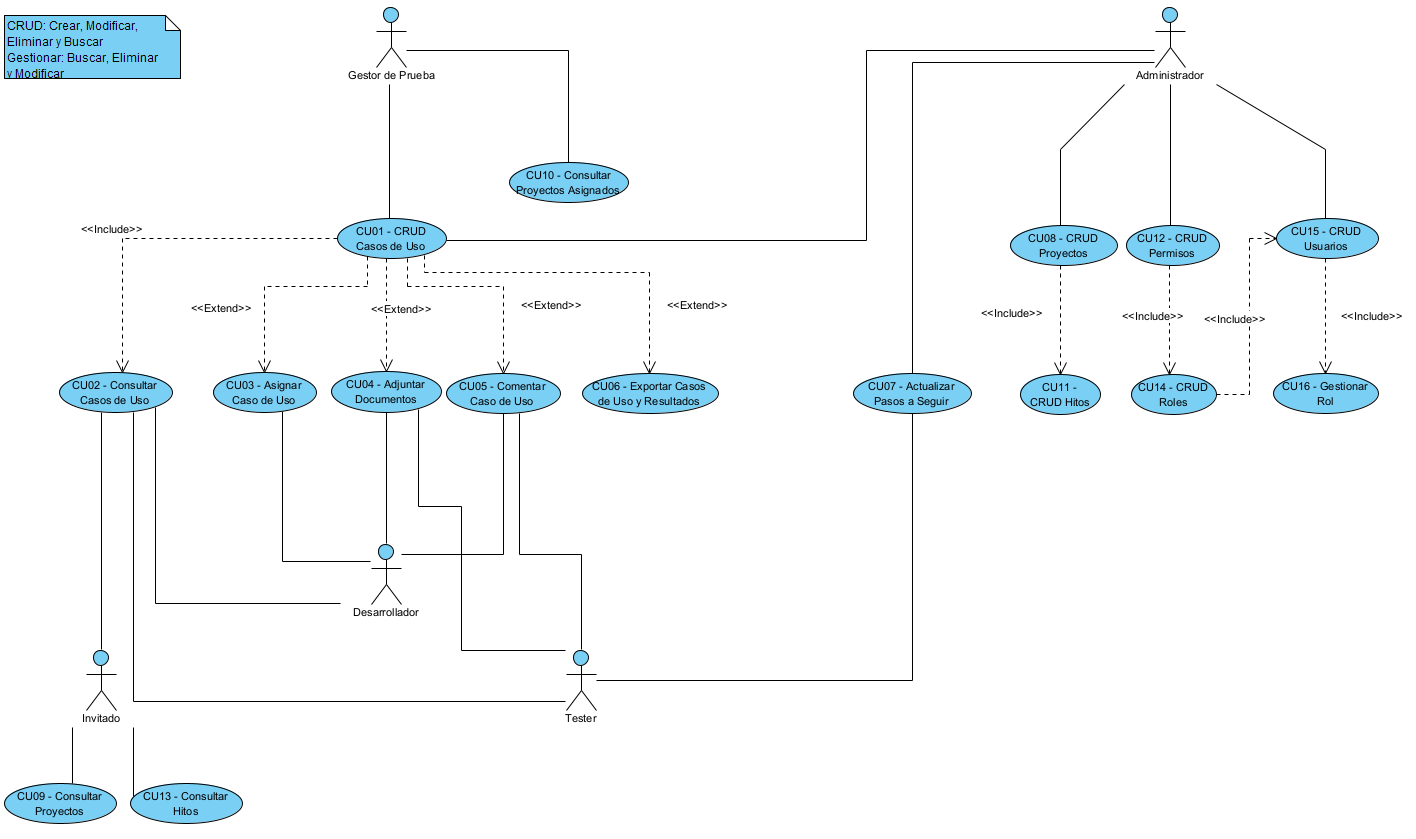 CRUD: Crear, Modificar,
Eliminar y Buscar
Gestionar: Buscar, Eliminar
y Modificar
Gestor de Prueba
Administrador
CU10 - Consultar
Proyectos Asignados
CU01 - CRUD
Casos de Uso
CU08 - CRUD
Proyectos
CU12 - CRUD
Permisos
CU15 - CRUD
Usuarios
<<Include>>
<<Extend>>
<<Extend>>
<<Extend>>
<<Extend>>
<<Include>>
<<Include>>
<<Include>>
<<Include>>
CU02 - Consultar
Casos de Uso
CU03 - Asignar
Caso de Uso
CU04 - Adjuntar
Documentos
CU05 - Comentar
Caso de Uso
CU06 - Exportar Casos
de Uso y Resultados
CU07 - Actualizar
Pasos a Seguir
CU11 -
CRUD Hitos
CU14 - CRUD
Roles
CU16 - Gestionar
Rol
Desarrollador
Invitado
Tester
CU09 - Consultar
Proyectos
CU13 - Consultar
Hitos